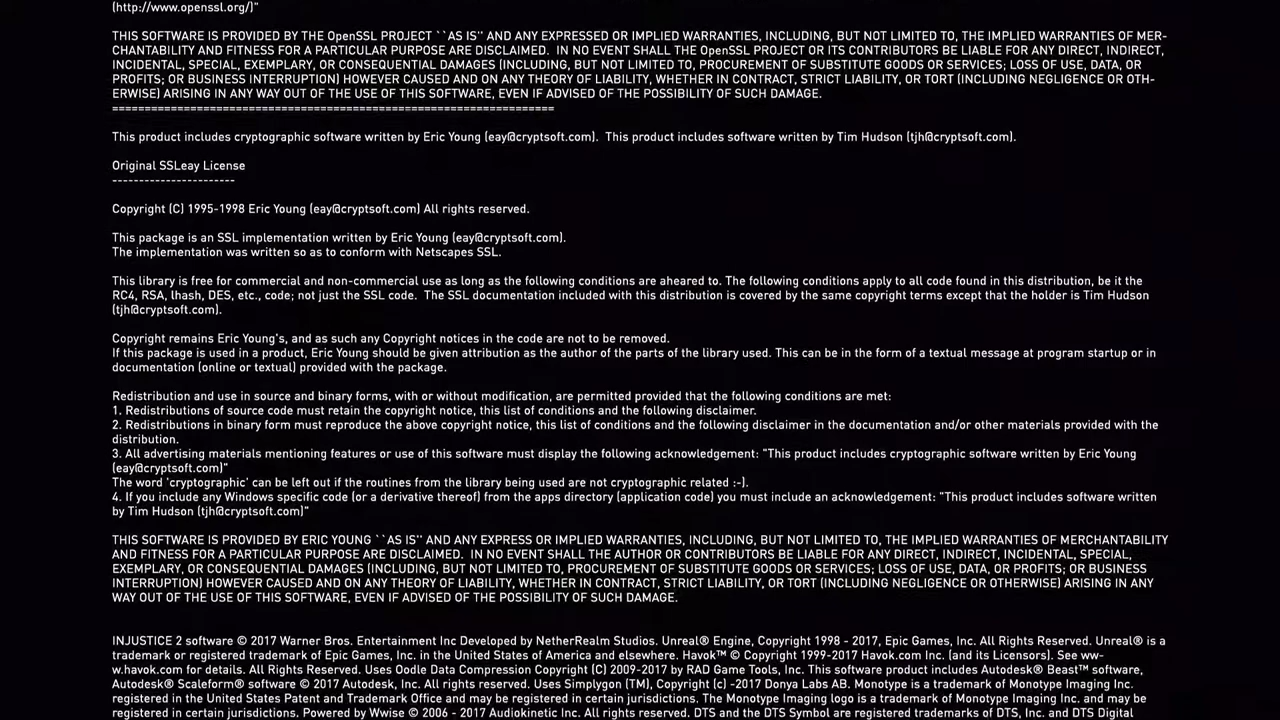 (http://www.openssl.org/)"
THIS SOFTWARE IS PROVIDED BY THE OpenSSL PROJECT ``AS IS'' AND ANY EXPRESSED OR IMPLIED WARRANTIES, INCLUDING, BUT NOT LIMITED TO, THE IMPLIED WARRANTIES OF MER-
CHANTABILITY AND FITNESS FOR A PARTICULAR PURPOSE ARE DISCLAIMED.  IN NO EVENT SHALL THE OpenSSL PROJECT OR ITS CONTRIBUTORS BE LIABLE FOR ANY DIRECT, INDIRECT,
INCIDENTAL, SPECIAL, EXEMPLARY, OR CONSEQUENTIAL DAMAGES (INCLUDING, BUT NOT LIMITED TO, PROCUREMENT OF SUBSTITUTE GOODS OR SERVICES; LOSS OF USE, DATA, OR
PROFITS; OR BUSINESS INTERRUPTION) HOWEVER CAUSED AND ON ANY THEORY OF LIABILITY, WHETHER IN CONTRACT, STRICT LIABILITY, OR TORT (INCLUDING NEGLIGENCE OR OTH-
ERWISE) ARISING IN ANY WAY OUT OF THE USE OF THIS SOFTWARE, EVEN IF ADVISED OF THE POSSIBILITY OF SUCH DAMAGE.
====================================================================
This product includes cryptographic software written by Eric Young (eay@cryptsoft.com).  This product includes software written by Tim Hudson (tjh@cryptsoft.com).
Original SSLeay License
-----------------------
Copyright (C) 1995-1998 Eric Young (eay@cryptsoft.com) All rights reserved.
This package is an SSL implementation written by Eric Young (eay@cryptsoft.com).
The implementation was written so as to conform with Netscapes SSL.
This library is free for commercial and non-commercial use as long as the following conditions are aheared to. The following conditions apply to all code found in this distribution, be it the
RC4, RSA, lhash, DES, etc., code; not just the SSL code.  The SSL documentation included with this distribution is covered by the same copyright terms except that the holder is Tim Hudson
(tjh@cryptsoft.com).
Copyright remains Eric Young's, and as such any Copyright notices in the code are not to be removed.
If this package is used in a product, Eric Young should be given attribution as the author of the parts of the library used. This can be in the form of a textual message at program startup or in
documentation (online or textual) provided with the package.
Redistribution and use in source and binary forms, with or without modification, are permitted provided that the following conditions are met:
1. Redistributions of source code must retain the copyright notice, this list of conditions and the following disclaimer.
2. Redistributions in binary form must reproduce the above copyright notice, this list of conditions and the following disclaimer in the documentation and/or other materials provided with the
distribution.
3. All advertising materials mentioning features or use of this software must display the following acknowledgement: "This product includes cryptographic software written by Eric Young
(eay@cryptsoft.com)"
The word 'cryptographic' can be left out if the routines from the library being used are not cryptographic related :-).
4. If you include any Windows specific code (or a derivative thereof) from the apps directory (application code) you must include an acknowledgement: "This product includes software written
by Tim Hudson (tjh@cryptsoft.com)"
THIS SOFTWARE IS PROVIDED BY ERIC YOUNG ``AS IS'' AND ANY EXPRESS OR IMPLIED WARRANTIES, INCLUDING, BUT NOT LIMITED TO, THE IMPLIED WARRANTIES OF MERCHANTABILITY
AND FITNESS FOR A PARTICULAR PURPOSE ARE DISCLAIMED.  IN NO EVENT SHALL THE AUTHOR OR CONTRIBUTORS BE LIABLE FOR ANY DIRECT, INDIRECT, INCIDENTAL, SPECIAL,
EXEMPLARY, OR CONSEQUENTIAL DAMAGES (INCLUDING, BUT NOT LIMITED TO, PROCUREMENT OF SUBSTITUTE GOODS OR SERVICES; LOSS OF USE, DATA, OR PROFITS; OR BUSINESS
INTERRUPTION) HOWEVER CAUSED AND ON ANY THEORY OF LIABILITY, WHETHER IN CONTRACT, STRICT LIABILITY, OR TORT (INCLUDING NEGLIGENCE OR OTHERWISE) ARISING IN ANY
WAY OUT OF THE USE OF THIS SOFTWARE, EVEN IF ADVISED OF THE POSSIBILITY OF SUCH DAMAGE.
INJUSTICE 2 software © 2017 Warner Bros. Entertainment Inc Developed by NetherRealm Studios. Unreal® Engine, Copyright 1998 - 2017, Epic Games, Inc. All Rights Reserved. Unreal® is a
trademark or registered trademark of Epic Games, Inc. in the United States of America and elsewhere. Havok™ © Copyright 1999-2017 Havok.com Inc. (and its Licensors). See ww-
w.havok.com for details. All Rights Reserved. Uses Oodle Data Compression Copyright (C) 2009-2017 by RAD Game Tools, Inc. This software product includes Autodesk® Beast™ software,
Autodesk® Scaleform® software © 2017 Autodesk, Inc. All rights reserved. Uses Simplygon (TM), Copyright (c) -2017 Donya Labs AB. Monotype is a trademark of Monotype Imaging Inc.
registered in the United States Patent and Trademark Office and may be registered in certain jurisdictions. The Monotype Imaging logo is a trademark of Monotype Imaging Inc. and may be
registered in certain jurisdictions. Powered by Wwise © 2006 - 2017 Audiokinetic Inc. All rights reserved. DTS and the DTS Symbol are registered trademarks of DTS, Inc. and DTS Digital